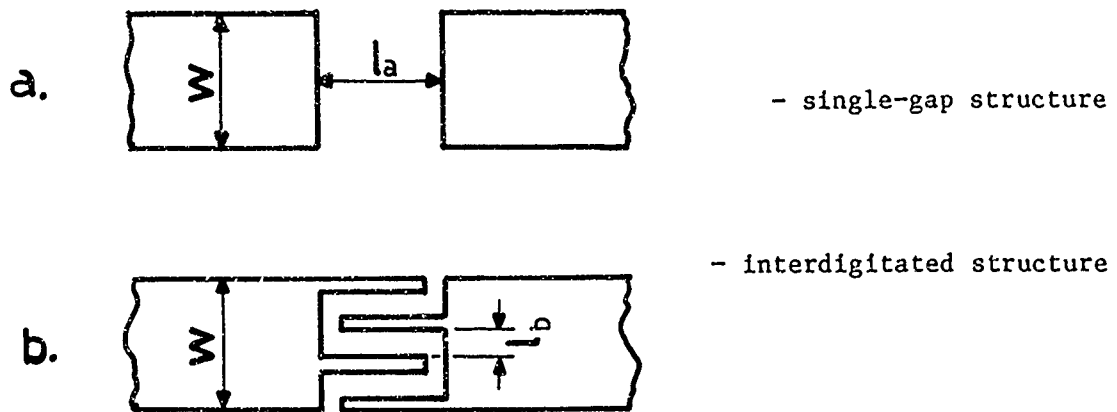 a.
W
la
- single-gap structure
- interdigitated structure
b.
W
lb